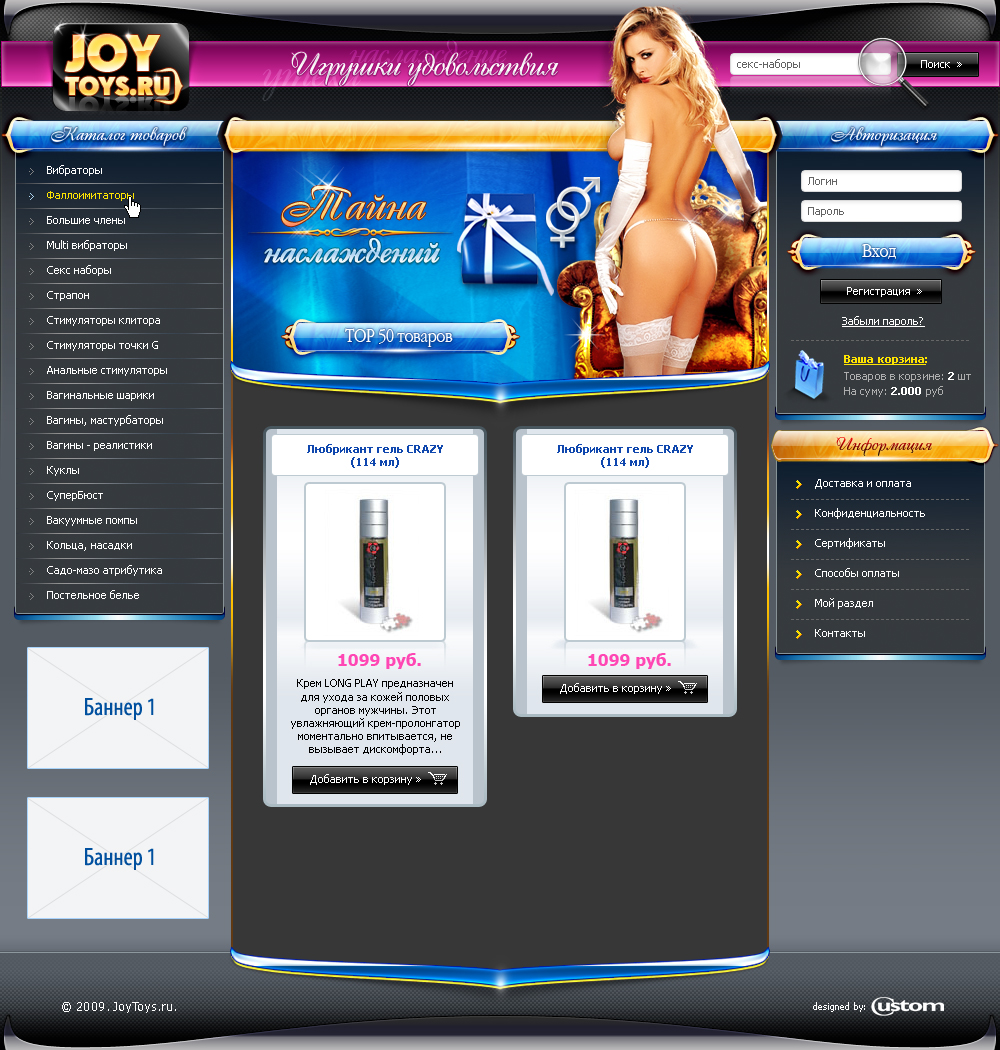 JOY
TOYS.RU
Игрушки удовольствия
секс-наборы
Поиск »
Каталог товаров
Вибраторы
Фаллоимитаторы
Большие члены
Multi вибраторы
Секс наборы
Страпон
Стимуляторы клитора
Стимуляторы точки G
Анальные стимуляторы
Вагинальные шарики
Вагины, мастурбаторы
Вагины - реалистики
Куклы
СуперБюст
Вакуумные помпы
Кольца, насадки
Садо-мазо атрибутика
Постельное белье
Баннер 1
Баннер 1
Тайна
наслаждений
TOP 50 товаров
Любрикант гель CRAZY
(114 мл)
1099 руб.
Крем LONG PLAY предназначен
для ухода за кожей половых
органов мужчины. Этот
увлажняющий крем-пролонгатор
моментально впитывается, не
вызывает дискомфорта...
Добавить в корзину »
Любрикант гель CRAZY
(114 мл)
1099 руб.
Добавить в корзину »
Авторизация
Логин
Пароль
Вход
Регистрация »
Забыли пароль?
Ваша корзина:
Товаров в корзине: 2 шт
На суму: 2.000 руб
Информация
Доставка и оплата
Конфиденциальность
Сертификаты
Способы оплаты
Мой раздел
Контакты
© 2009. JoyToys.ru.
designed by: Custom